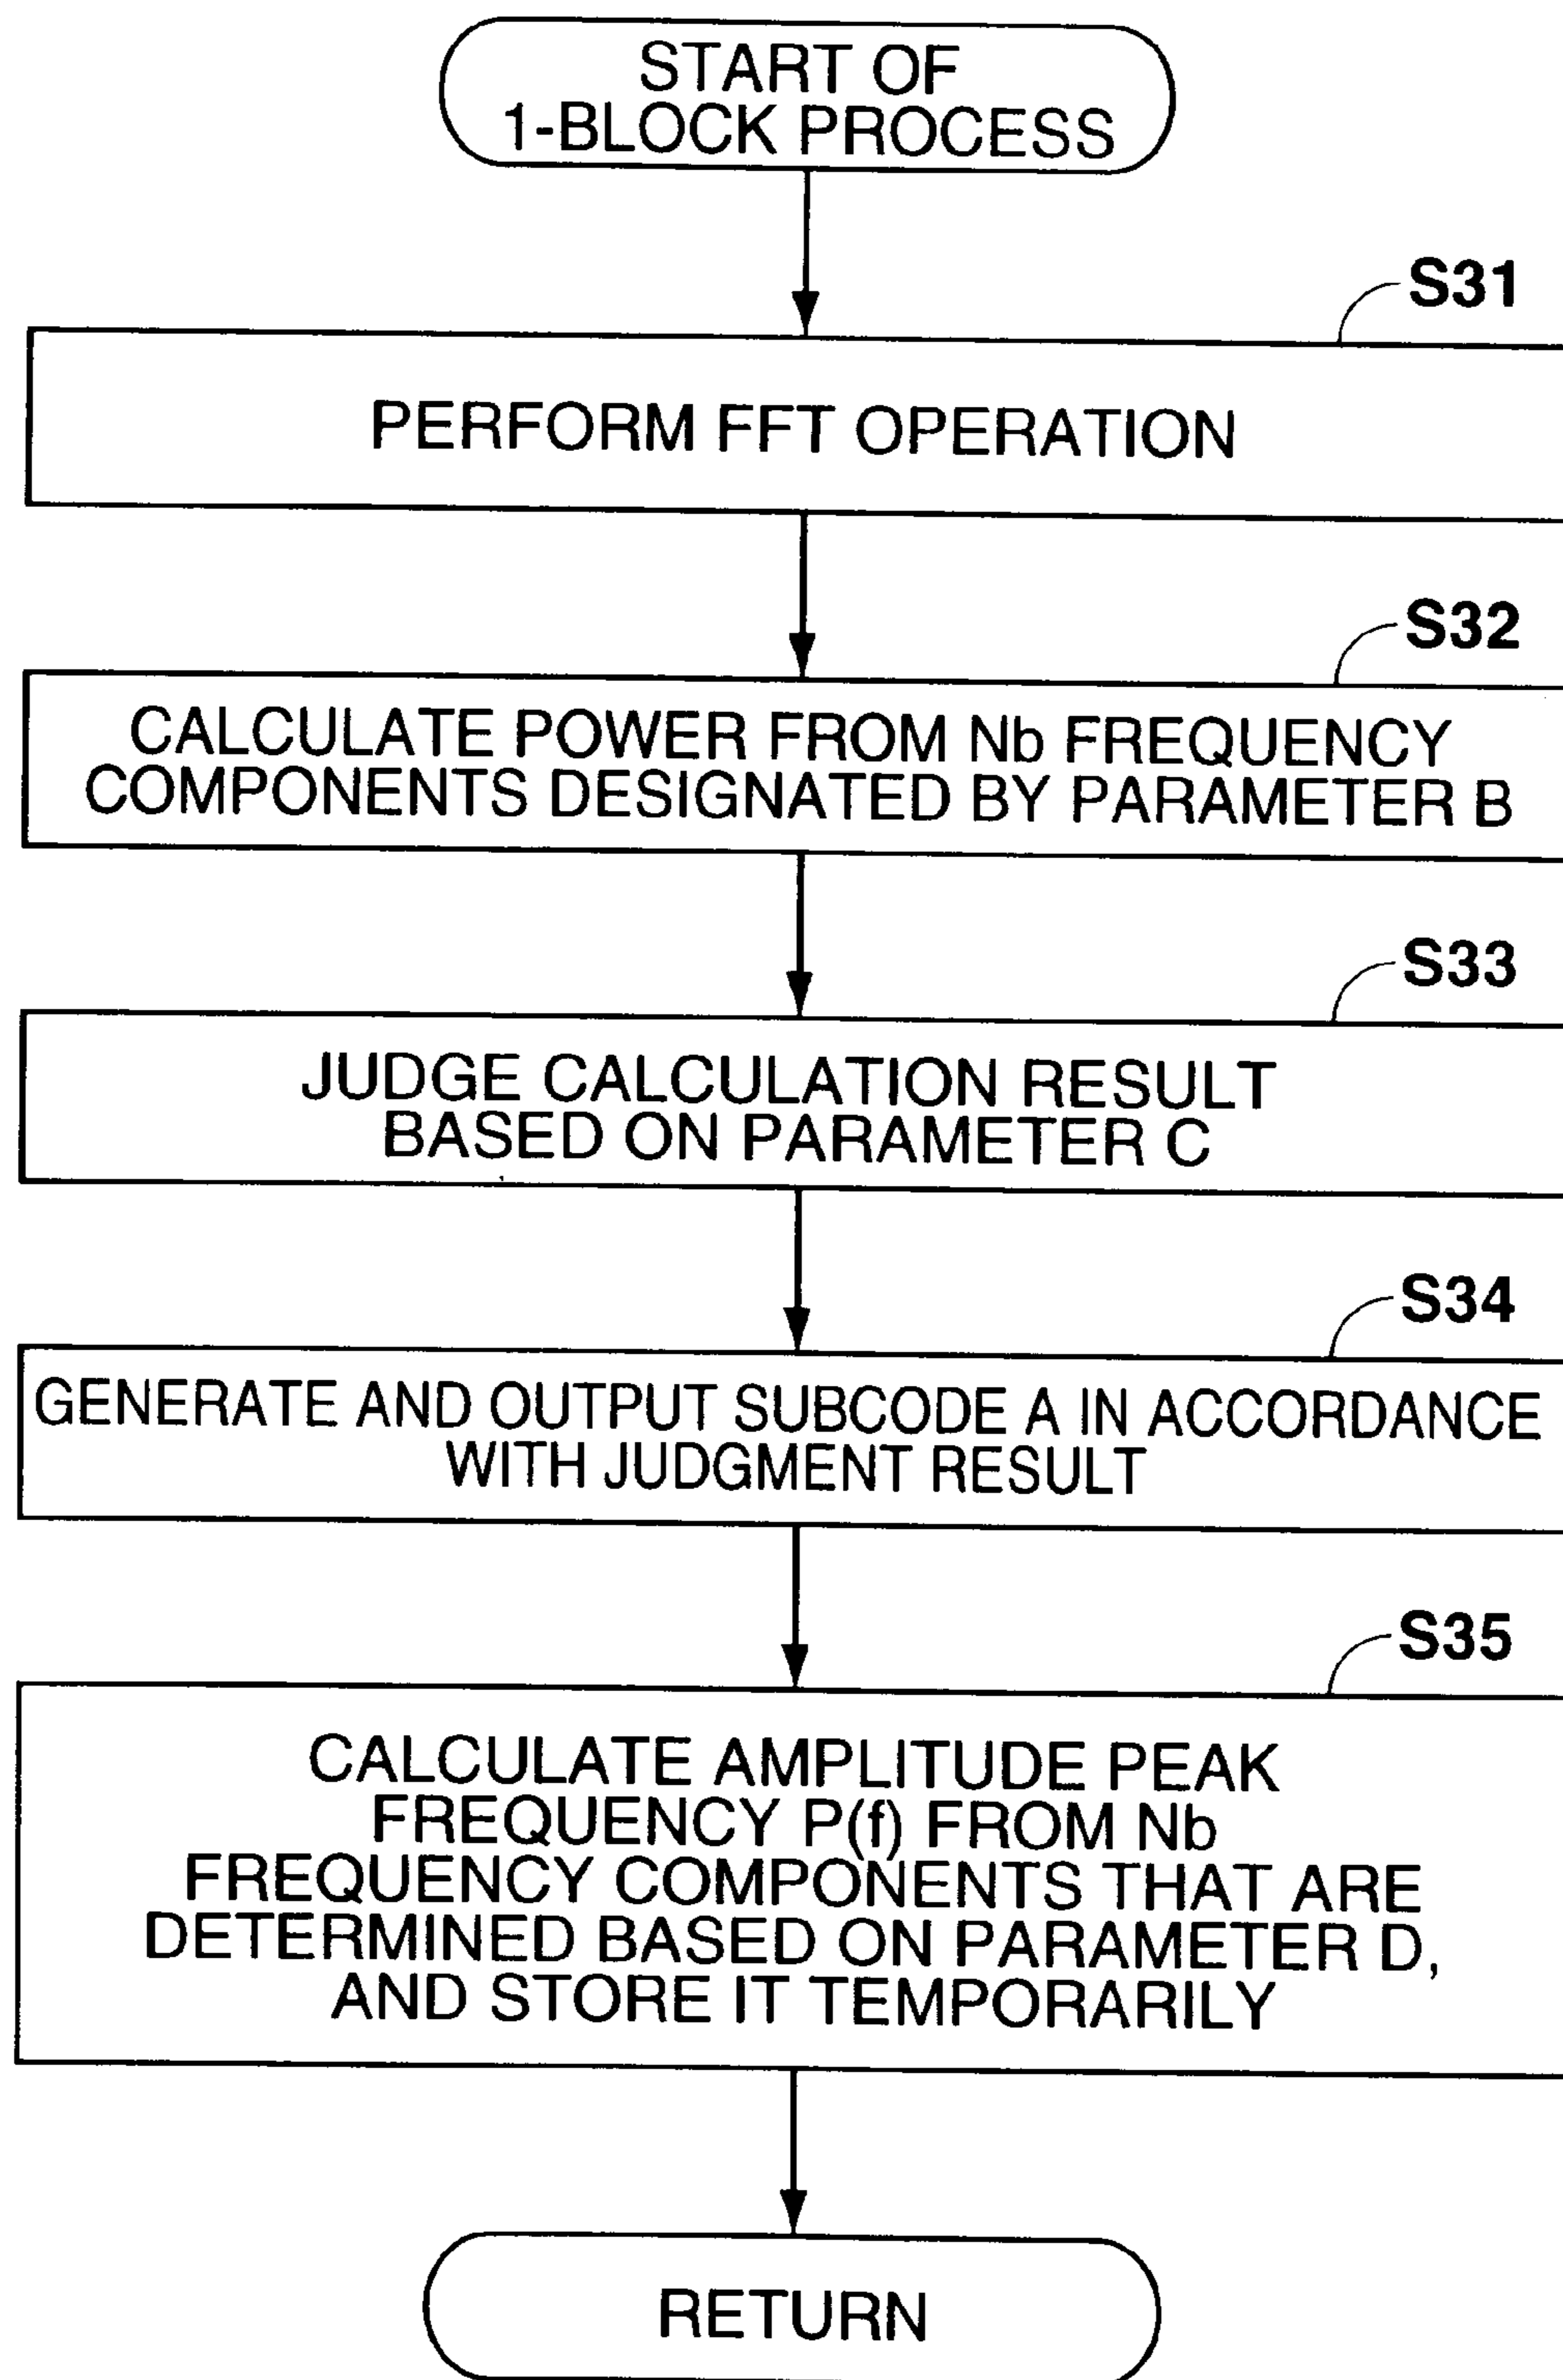 START OF
1-BLOCK PROCESS
S31
PERFORM FFT OPERATION
S32
CALCULATE POWER FROM Nb FREQUENCY
COMPONENTS DESIGNATED BY PARAMETER B
S33
JUDGE CALCULATION RESULT
BASED ON PARAMETER C
S34
GENERATE AND OUTPUT SUBCODE A IN ACCORDANCE
WITH JUDGMENT RESULT
S35
CALCULATE AMPLITUDE PEAK
FREQUENCY P(f) FROM Nb
FREQUENCY COMPONENTS THAT ARE
DETERMINED BASED ON PARAMETER D,
AND STORE IT TEMPORARILY
RETURN